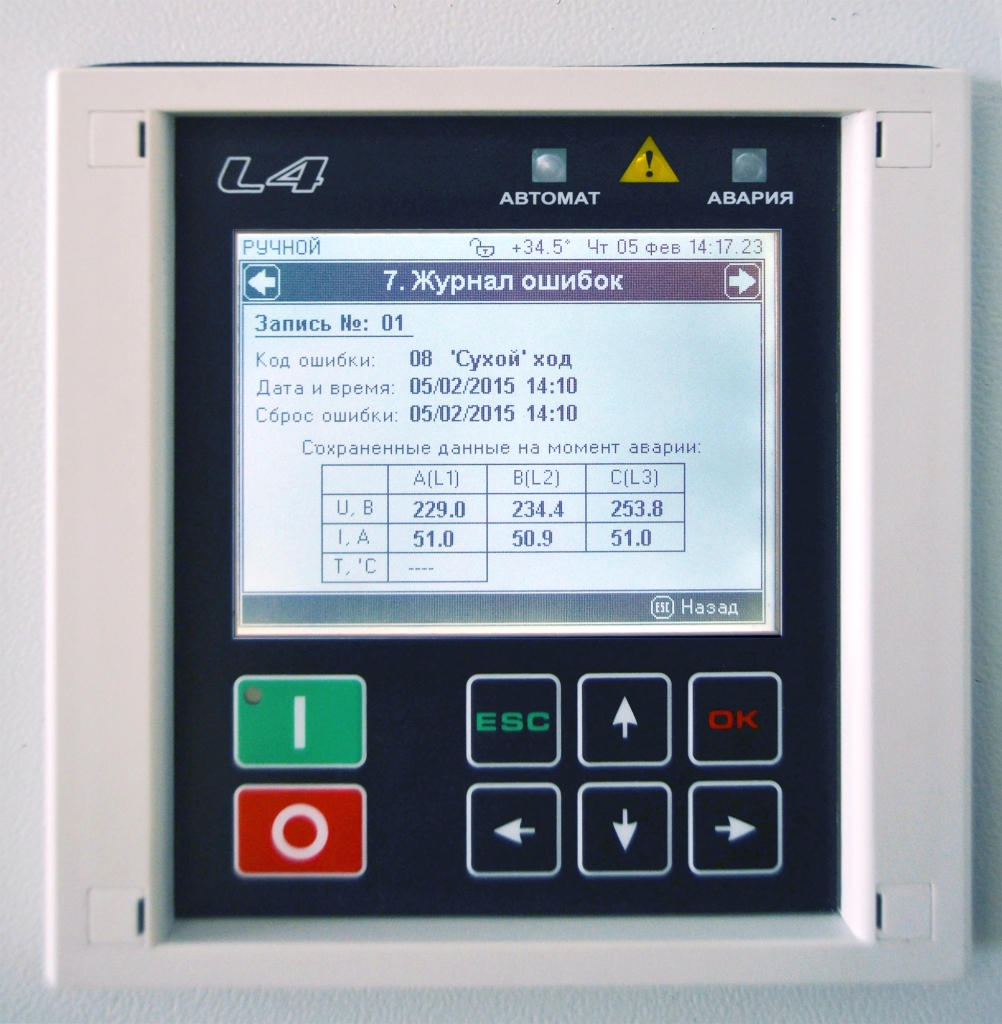 L4
АВТОМАТ
АВАРИЯ
РУЧНОЙ +34.5° Чт 05 фев 14:17.23
7. Журнал ошибок
Запись №: 01
Код ошибки: 08 'Сухой' ход
Дата и время: 05/02/2015 14:10
Сброс ошибки: 05/02/2015 14:10
Сохраненные данные на момент аварии:
A(L1) B(L2) C(L3)
U, В 229.0 234.4 253.8
I, А 51.0 50.9 51.0
T, 'C ----
ESC Назад
I
ESC
OK
O